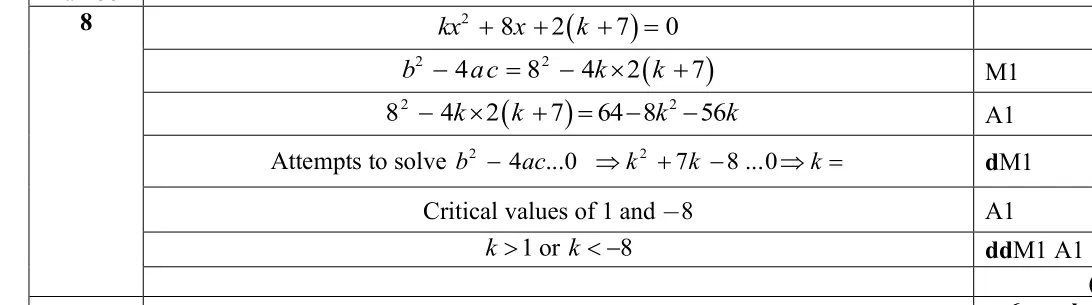 8
kx² + 8x + 2(k + 7) = 0
b² − 4ac = 8² − 4k × 2(k + 7) M1
8² − 4k × 2(k + 7) = 64 − 8k² − 56k A1
Attempts to solve b² − 4ac...0 ⇒ k² + 7k − 8 ...0 ⇒ k = dM1
Critical values of 1 and −8 A1
k > 1 or k < −8 ddM1 A1